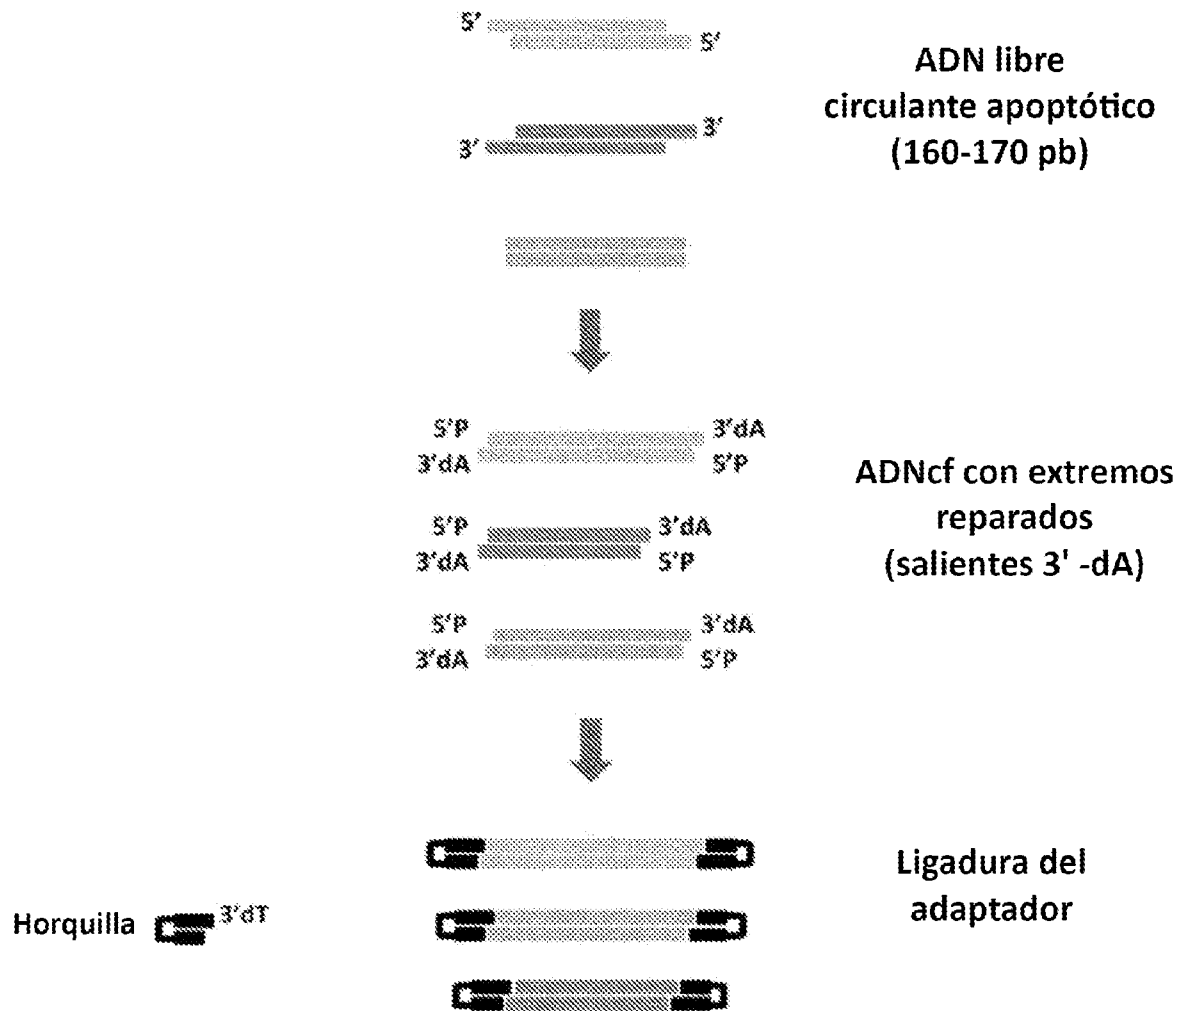 5'
5'
ADN libre
circulante apoptótico
(160-170 pb)
3'
3'
5'P
3'dA
3'dA
5'P
ADNcf con extremos
reparados
(salientes 3' -dA)
5'P
3'dA
3'dA
5'P
5'P
3'dA
3'dA
5'P
Ligadura del
adaptador
Horquilla
3'dT